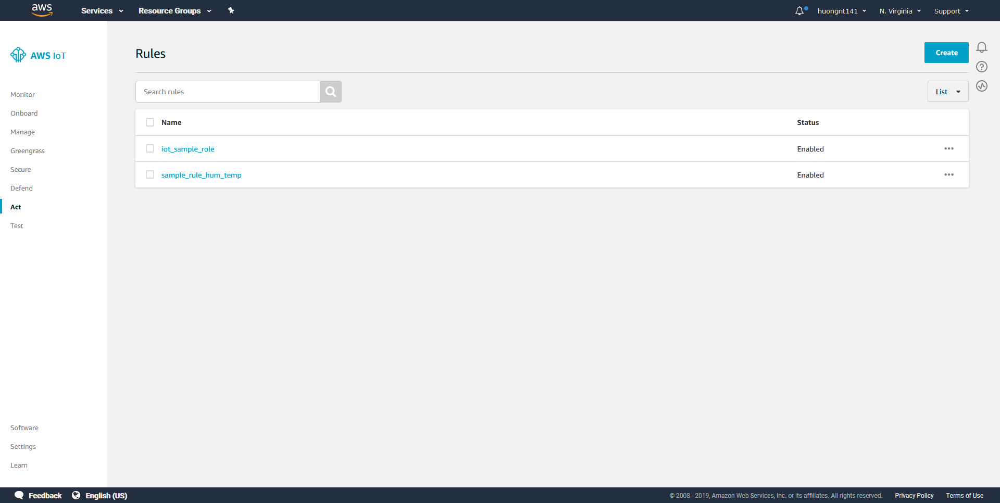 aws Services Resource Groups huongnt141 N. Virginia Support
AWS IoT
Monitor
Onboard
Manage
Greengrass
Secure
Defend
Act
Test
Software
Settings
Learn
Rules
Create
Search rules
List
Name Status
iot_sample_role Enabled
sample_rule_hum_temp Enabled
Feedback English (US) © 2008 - 2019, Amazon Web Services, Inc. or its affiliates. All rights reserved. Privacy Policy Terms of Use